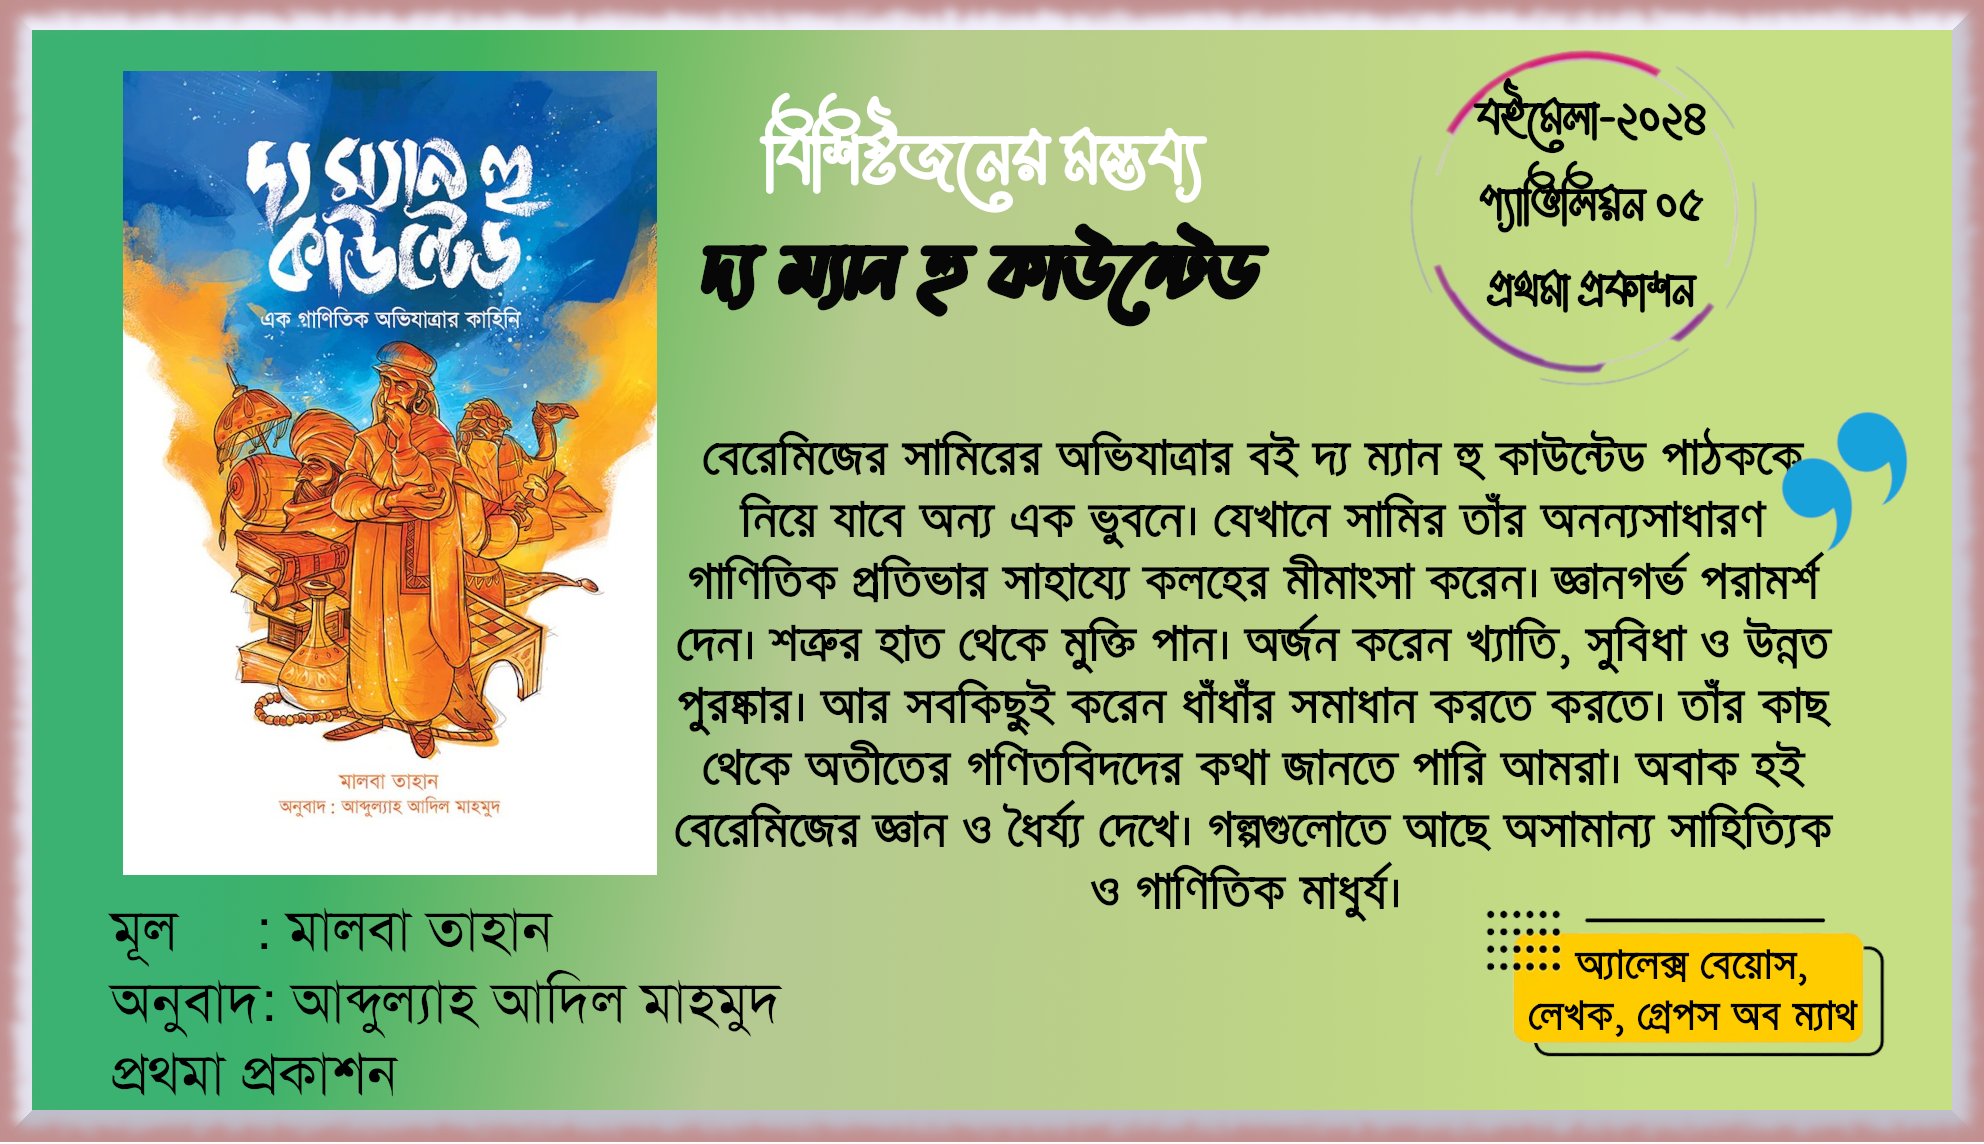 দ্য ম্যান হু
কাউন্টেড
এক গাণিতিক অভিযাত্রার কাহিনি
মালবা তাহান
অনুবাদ : আব্দুল্যাহ আদিল মাহমুদ
বিশিষ্টজনের মন্তব্য
দ্য ম্যান হু কাউন্টেড
বইমেলা-২০২৪
প্যাভিলিয়ন ০৫
প্রথমা প্রকাশন
বেরেমিজের সামিরের অভিযাত্রার বই দ্য ম্যান হু কাউন্টেড পাঠককে
নিয়ে যাবে অন্য এক ভুবনে। যেখানে সামির তাঁর অনন্যসাধারণ
গাণিতিক প্রতিভার সাহায্যে কলহের মীমাংসা করেন। জ্ঞানগর্ভ পরামর্শ
দেন। শত্রুর হাত থেকে মুক্তি পান। অর্জন করেন খ্যাতি, সুবিধা ও উন্নত
পুরষ্কার। আর সবকিছুই করেন ধাঁধাঁর সমাধান করতে করতে। তাঁর কাছ
থেকে অতীতের গণিতবিদদের কথা জানতে পারি আমরা। অবাক হই
বেরেমিজের জ্ঞান ও ধৈর্য্য দেখে। গল্পগুলোতে আছে অসামান্য সাহিত্যিক
ও গাণিতিক মাধুর্য।
অ্যালেক্স বেয়োস,
লেখক, গ্রেপস অব ম্যাথ
মূল : মালবা তাহান
অনুবাদ: আব্দুল্যাহ আদিল মাহমুদ
প্রথমা প্রকাশন